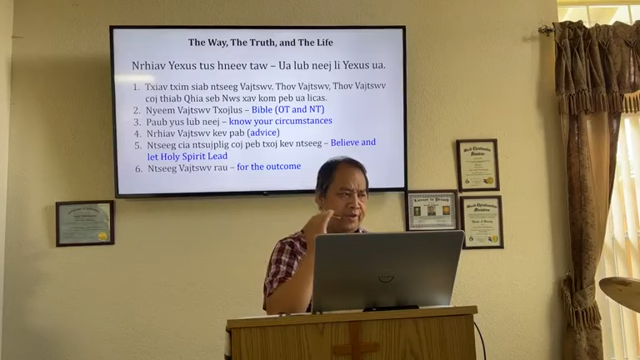 The Way, The Truth, and The Life
Nrhiav Yexus tus hneev taw – Ua lub neej li Yexus ua.
1. Txiav txim siab ntseeg Vajtswv. Thov Vajtswv, Thov Vajtswv
coj thiab Qhia seb Nws xav kom peb ua licas.
2. Nyeem Vajtswv Txojlus – Bible (OT and NT)
3. Paub yus lub neej – know your circumstances
4. Nrhiav Vajtswv kev pab (advice)
5. Ntseeg cia ntsujplig coj peb txoj kev ntseeg – Believe and
let Holy Spirit Lead
6. Ntseeg Vajtswv rau – for the outcome
DELL